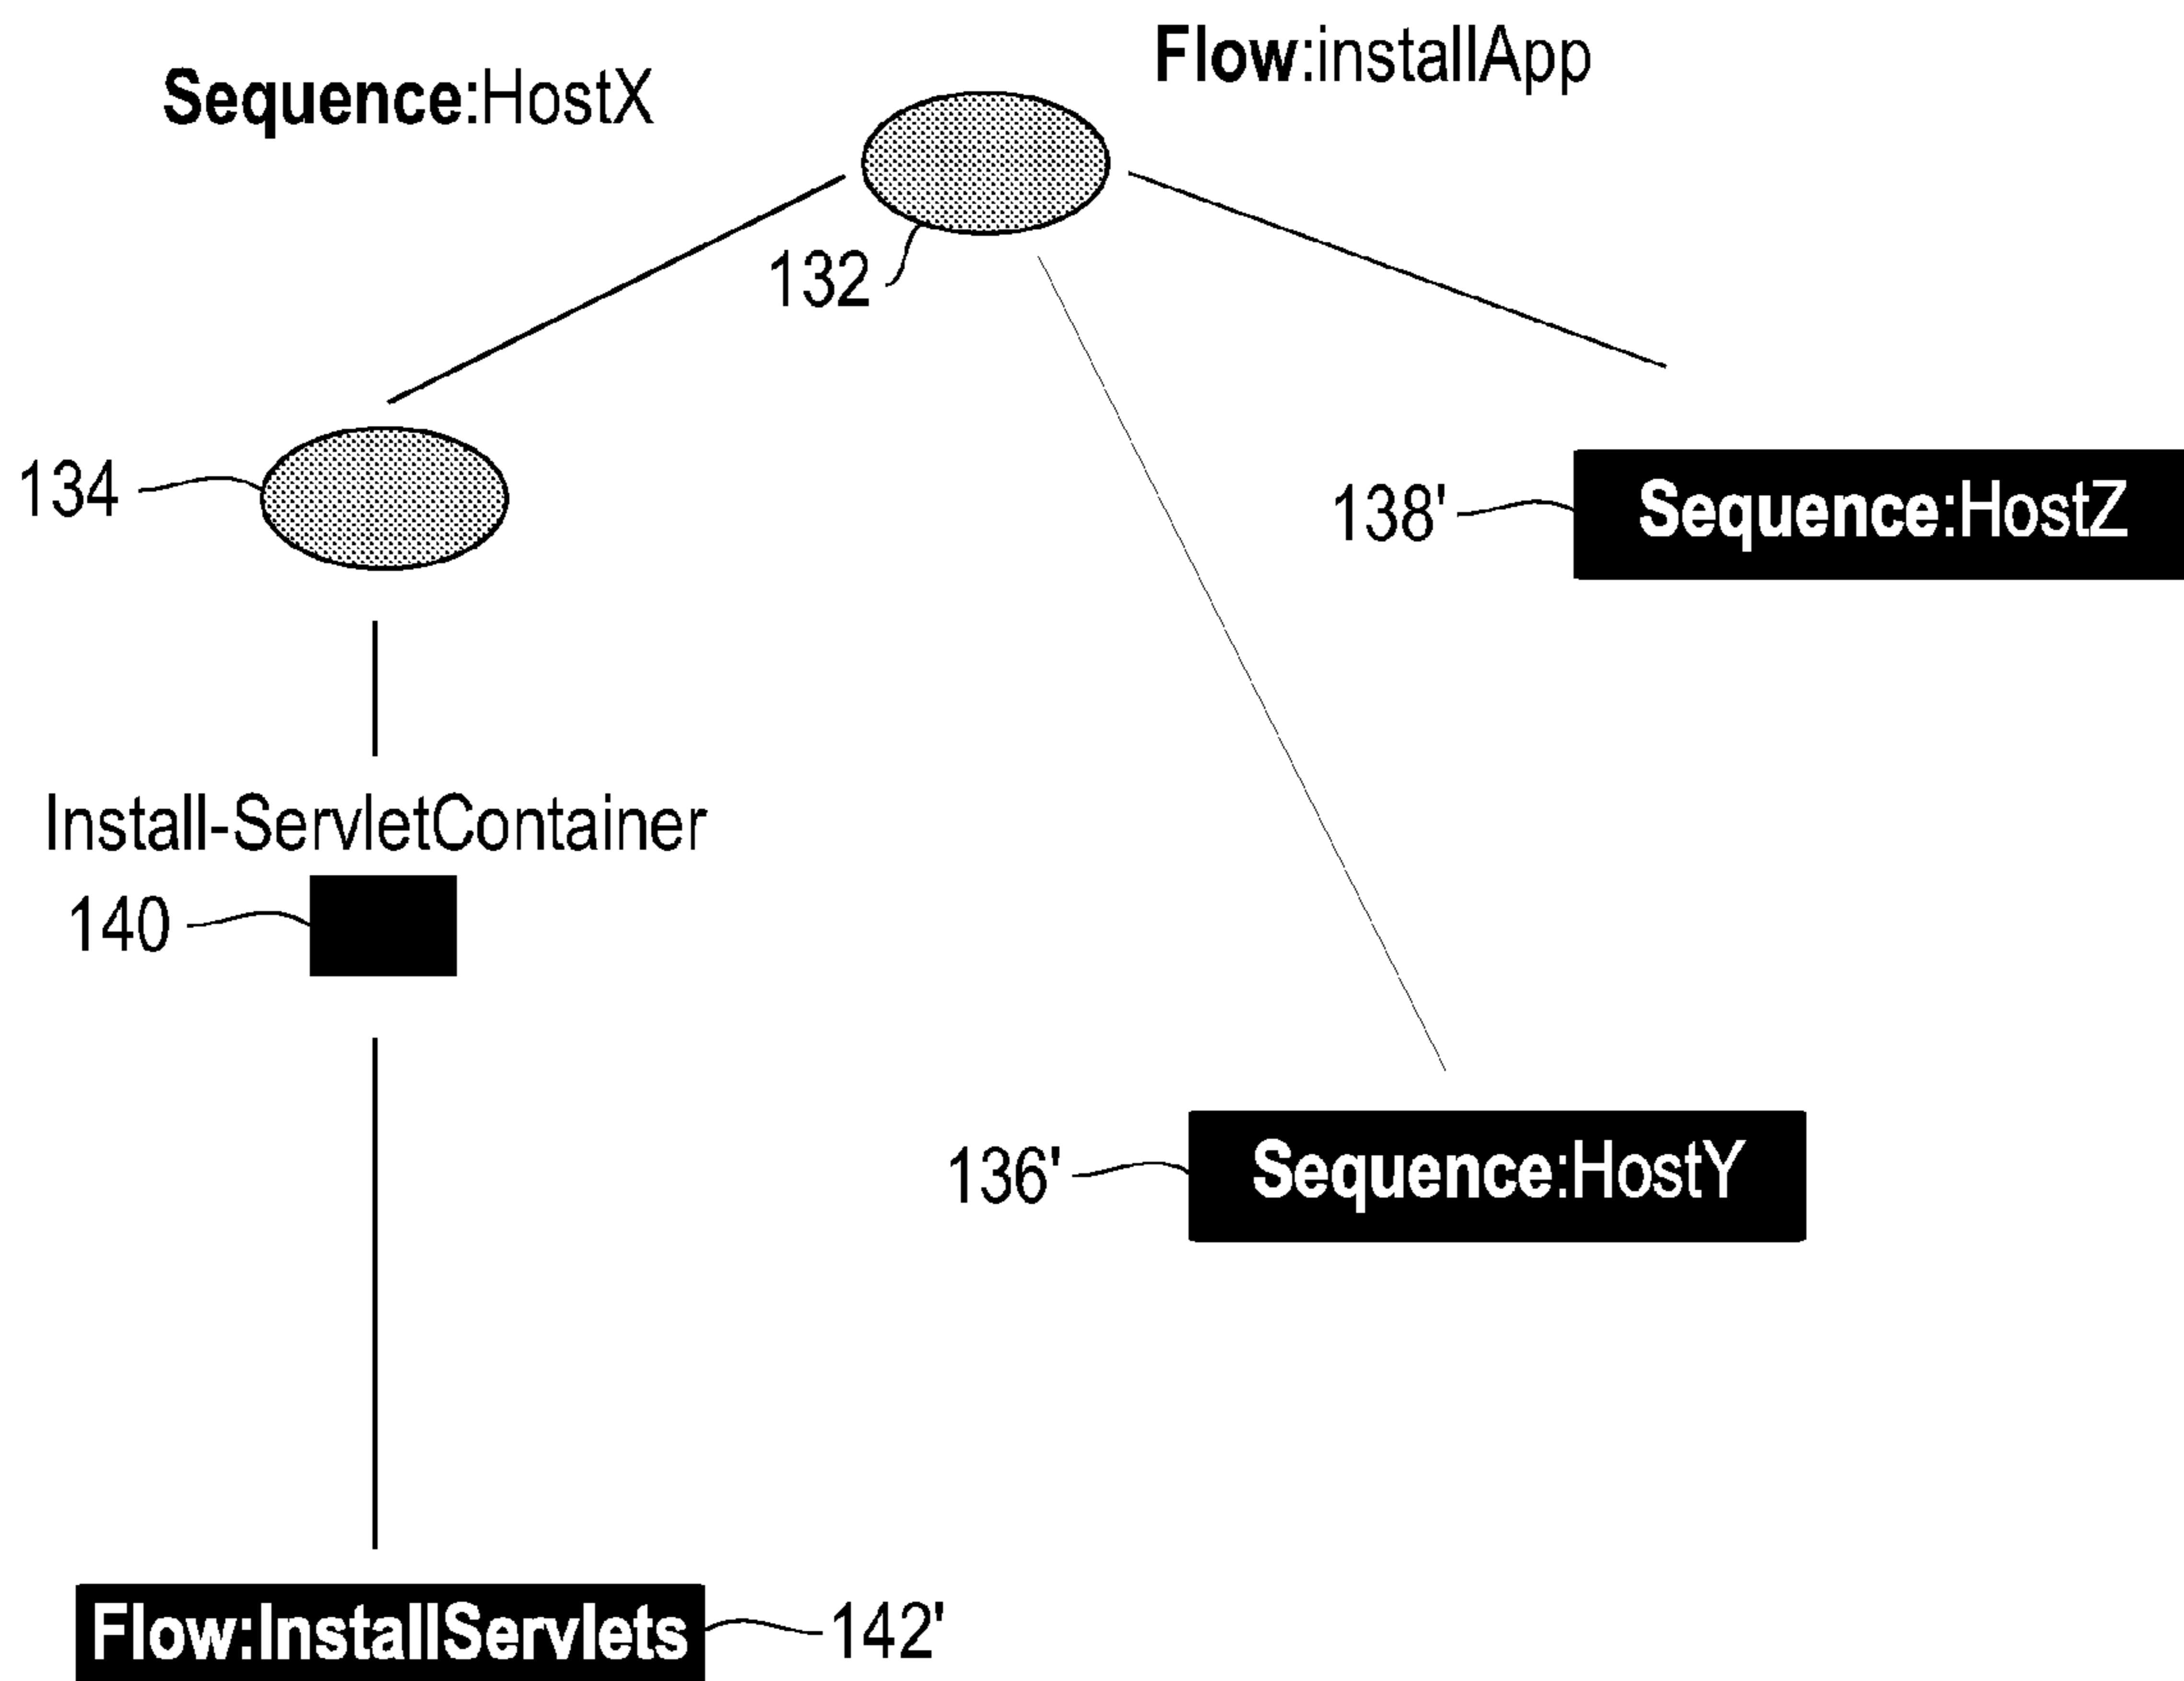 Flow:installApp
Sequence:HostX
132
134
138'
Sequence:HostZ
Install-ServletContainer
140
136'
Sequence:HostY
Flow:InstallServlets
142'